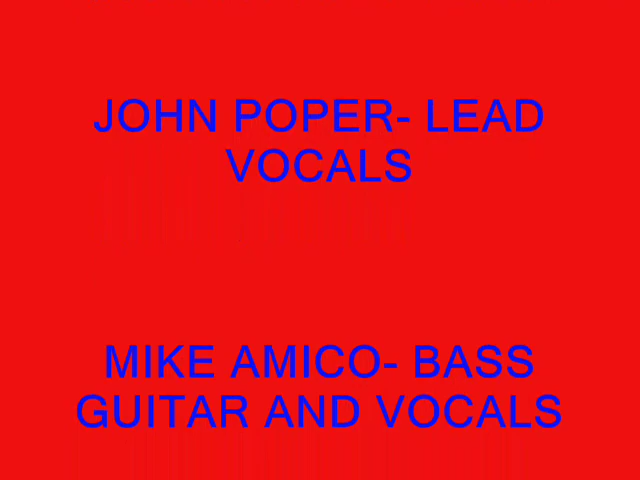 JOHN POPER- LEAD
VOCALS
MIKE AMICO- BASS
GUITAR AND VOCALS